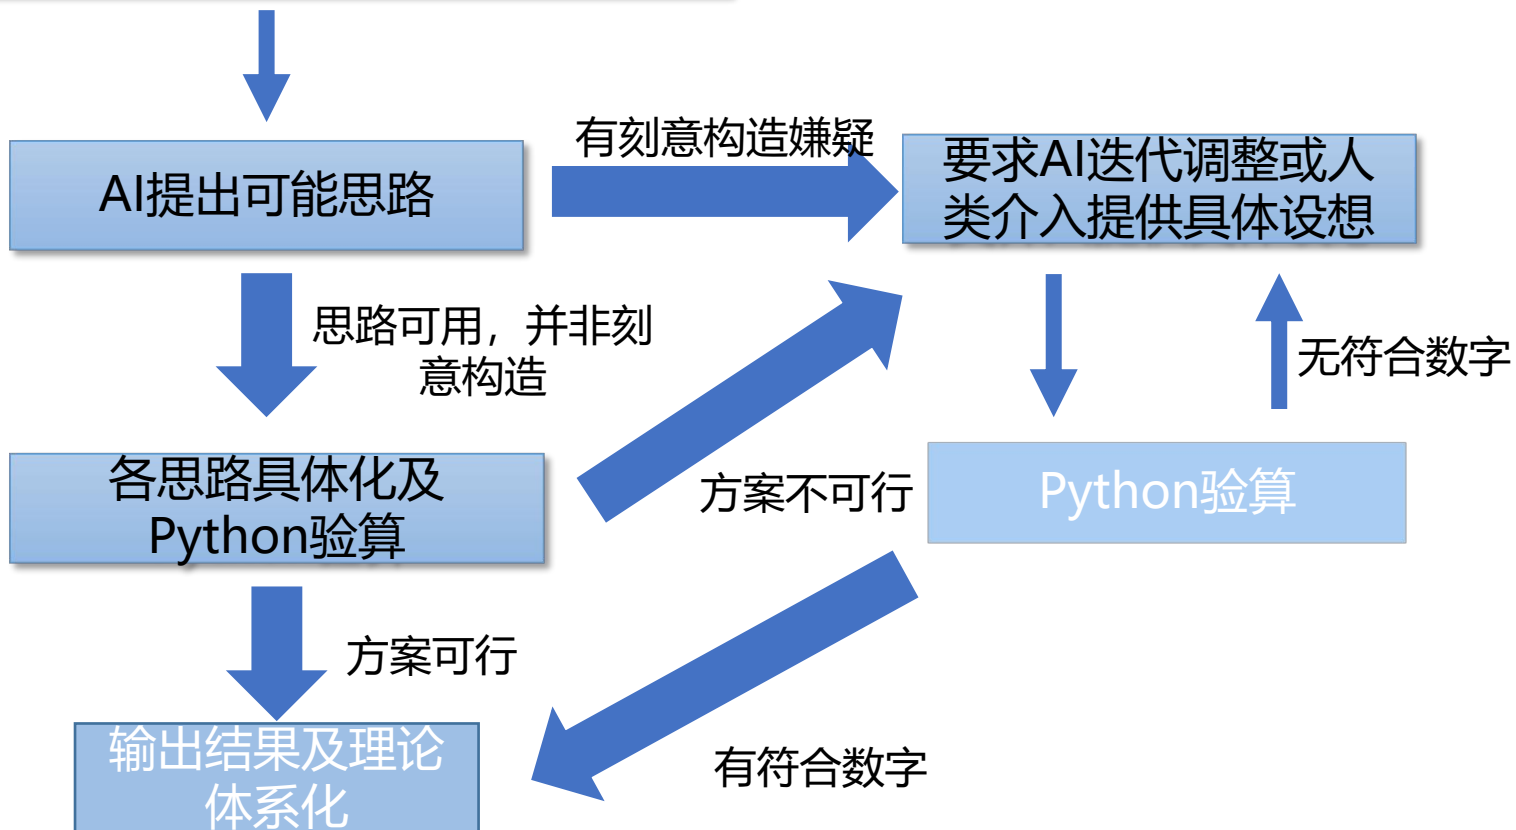 有刻意构造嫌疑
AI提出可能思路
要求AI迭代调整或人
类介入提供具体设想
思路可用，并非刻
意构造
无符合数字
各思路具体化及
Python验算
方案不可行
Python验算
方案可行
输出结果及理论
体系化
有符合数字